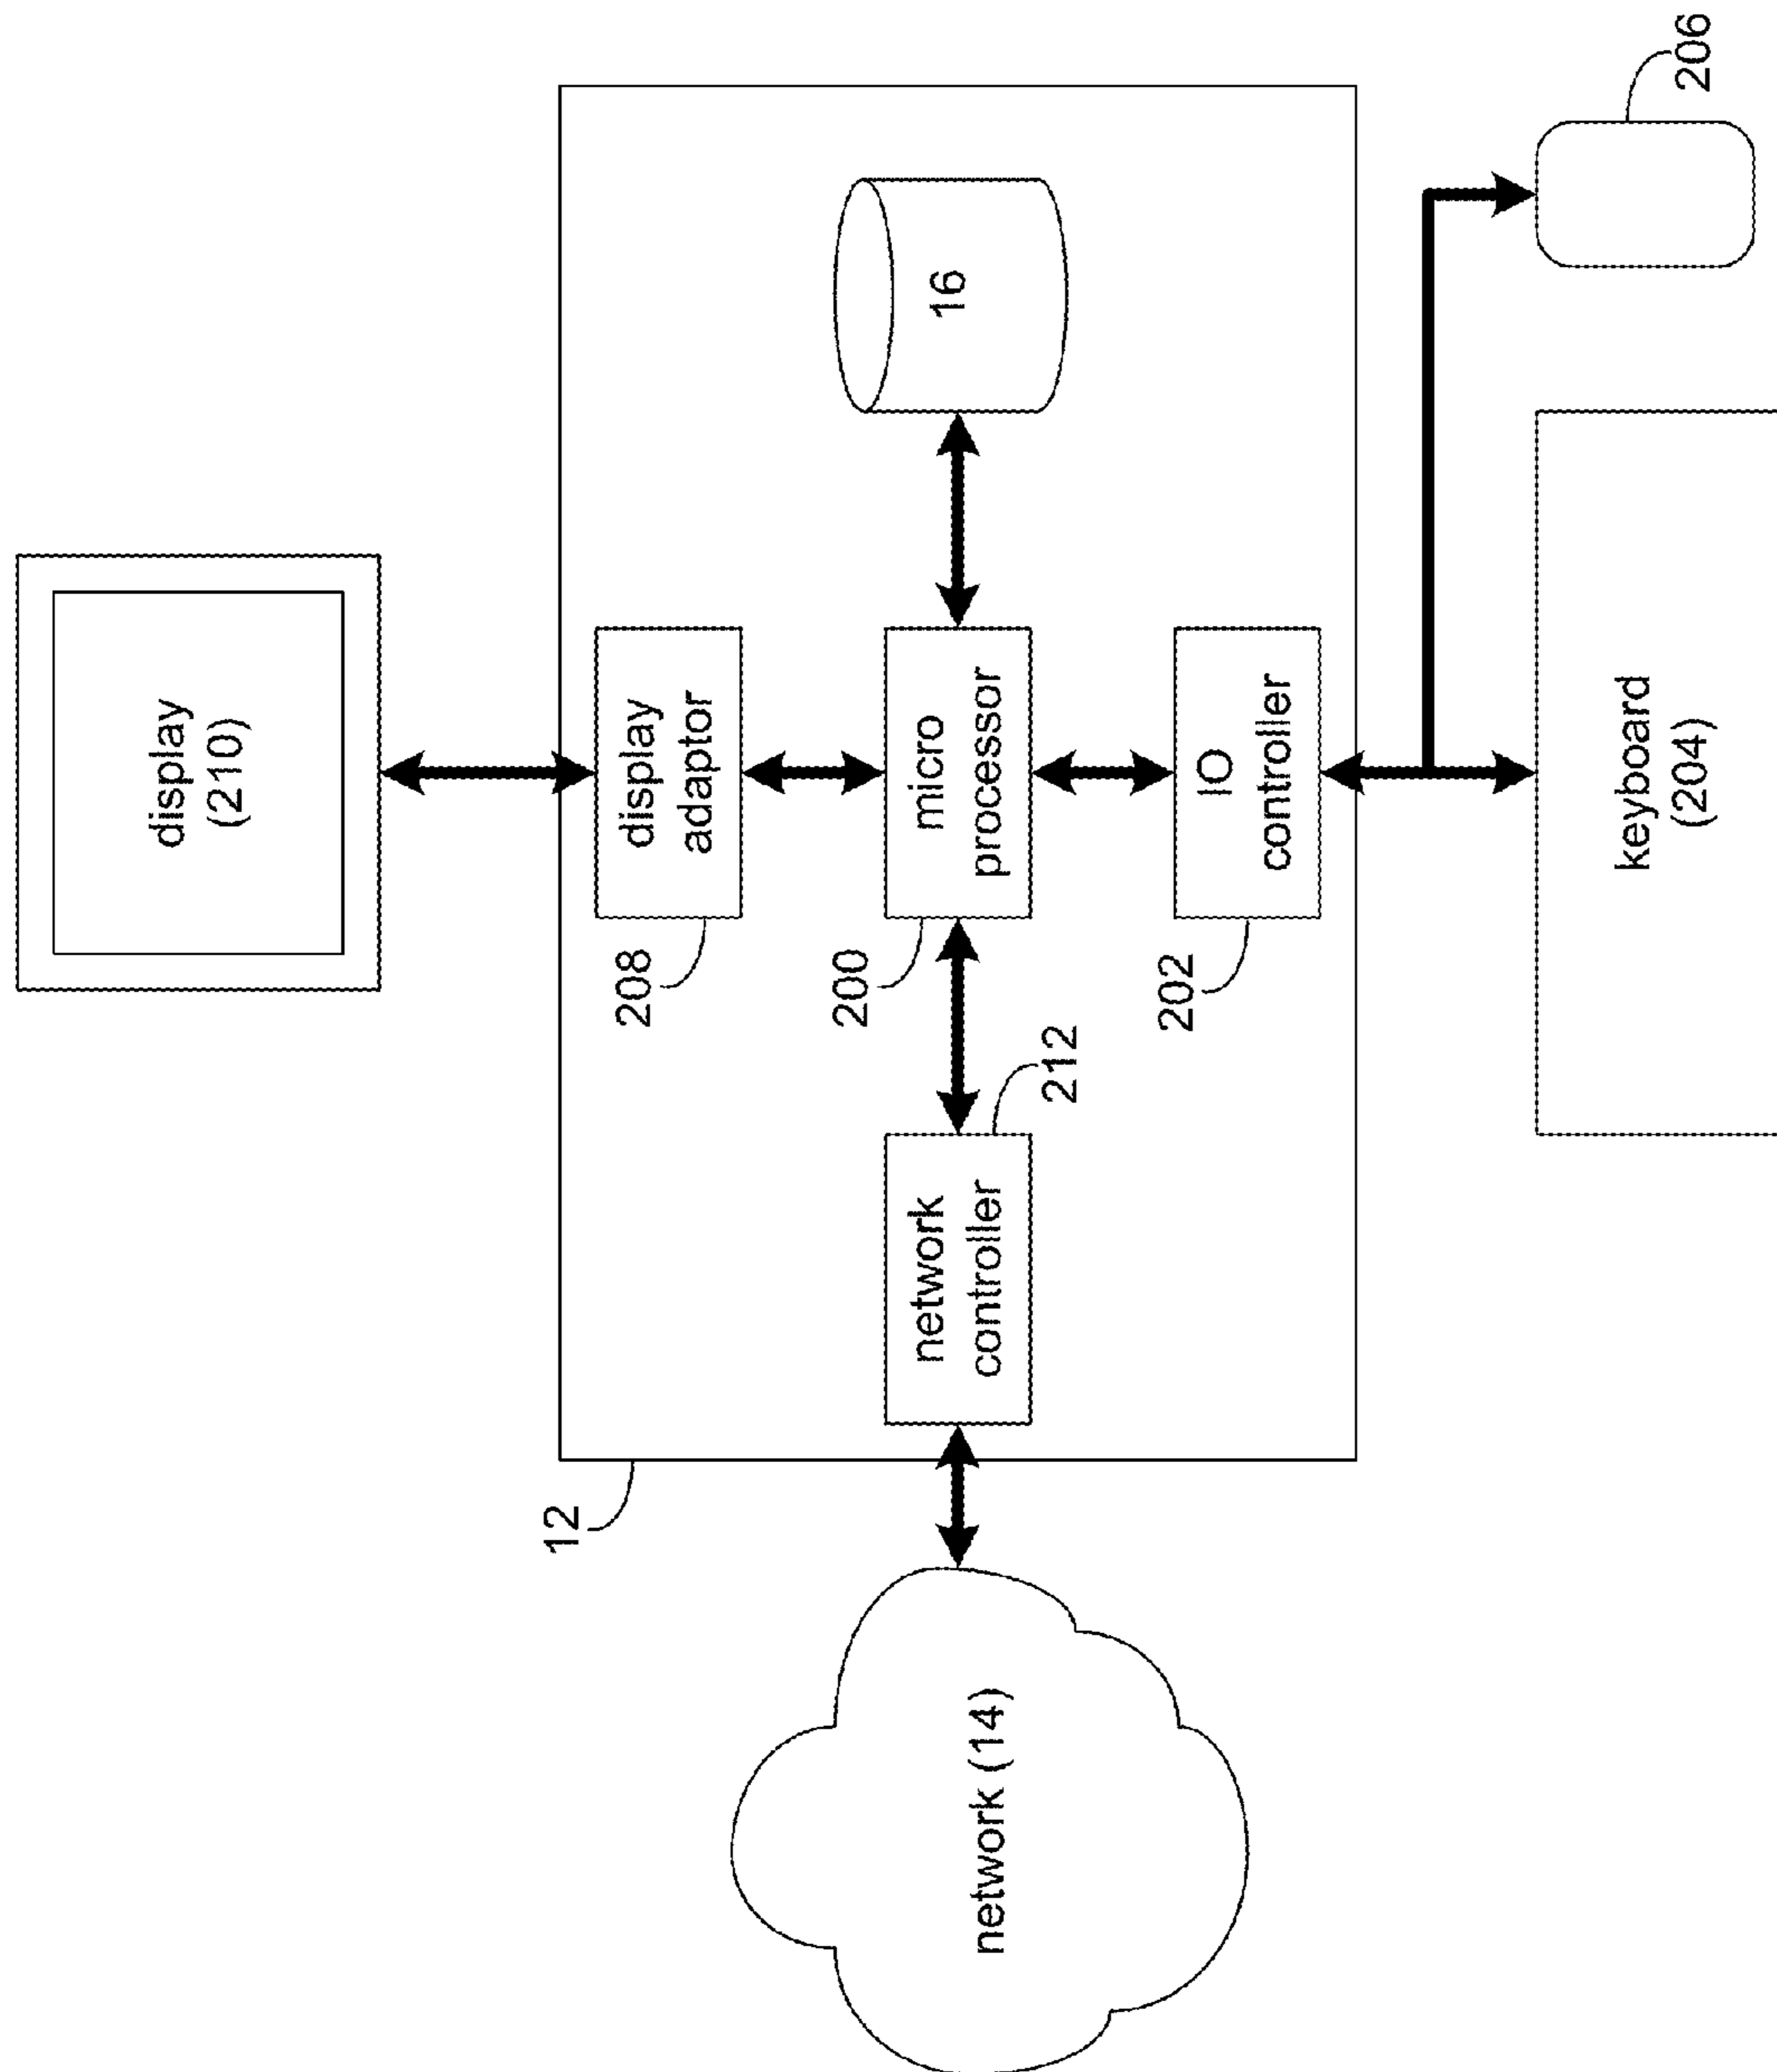 display
(210)
208
display
adaptor
12
network (14)
network
controller
212
200
micro
processor
16
202
IO
controller
keyboard
(204)
206